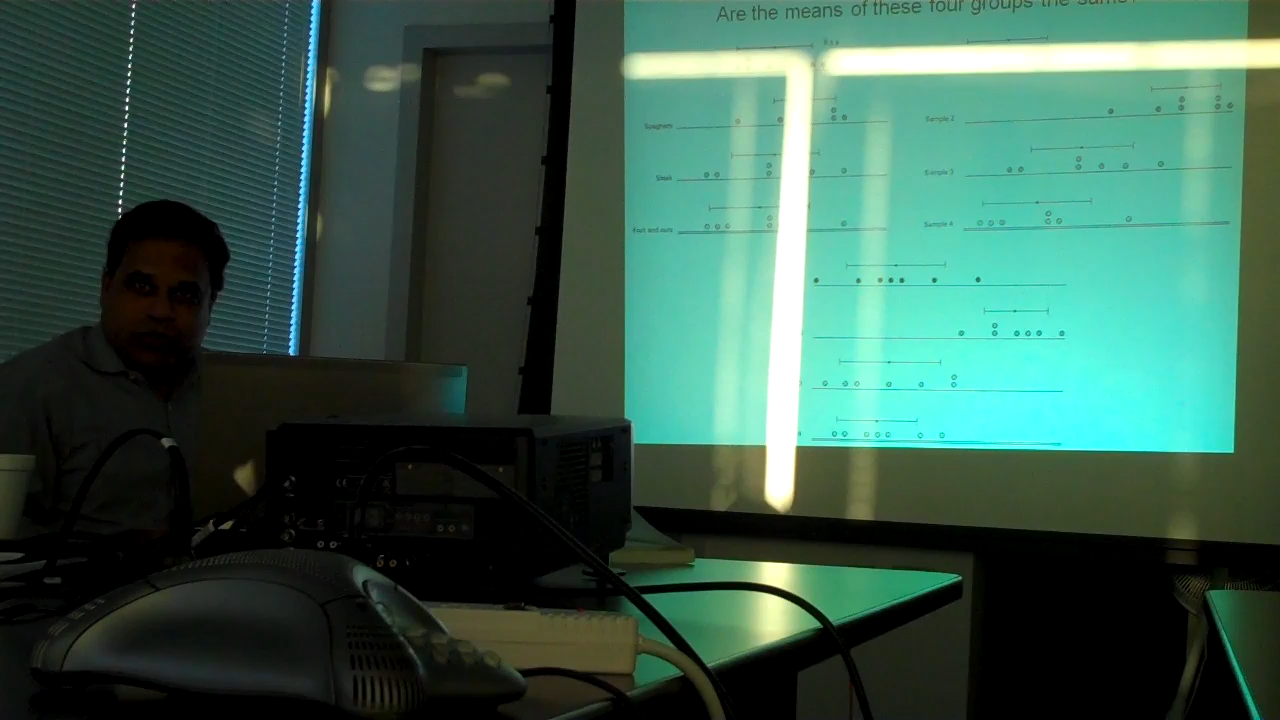 Are the means of these four groups the same?
Spaghetti
Sample 2
Steak
Sample 3
Fruit and nuts
Sample 4
CE